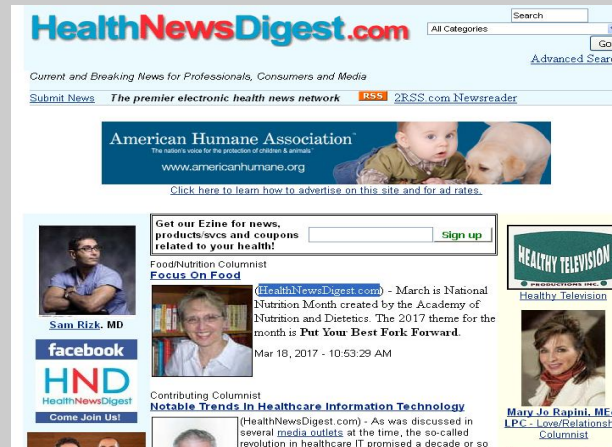 HealthNewsDigest.com
Search
All Categories
Go
Advanced Sear
Current and Breaking News for Professionals, Consumers and Media
Submit News The premier electronic health news network RSS 2RSS.com Newsreader
American Humane Association
The nation's voice for the protection of children & animals
www.americanhumane.org
Click here to learn how to advertise on this site and for ad rates.
Get our Ezine for news,
products/svcs and coupons
related to your health!
Sign up
Sam Rizk. MD
facebook
HND
HealthNewsDigest
Come Join Us!
Food/Nutrition Columnist
Focus On Food
(HealthNewsDigest.com) - March is National
Nutrition Month created by the Academy of
Nutrition and Dietetics. The 2017 theme for the
month is Put Your Best Fork Forward.
Mar 18, 2017 - 10:53:29 AM
Contributing Columnist
Notable Trends In Healthcare Information Technology
(HealthNewsDigest.com) - As was discussed in
several media outlets at the time, the so-called
revolution in healthcare IT promised a decade or so
HEALTHY TELEVISION
PRODUCTIONS INC.
Healthy Television
Mary Jo Rapini, MEd
LPC - Love/Relations
Columnist